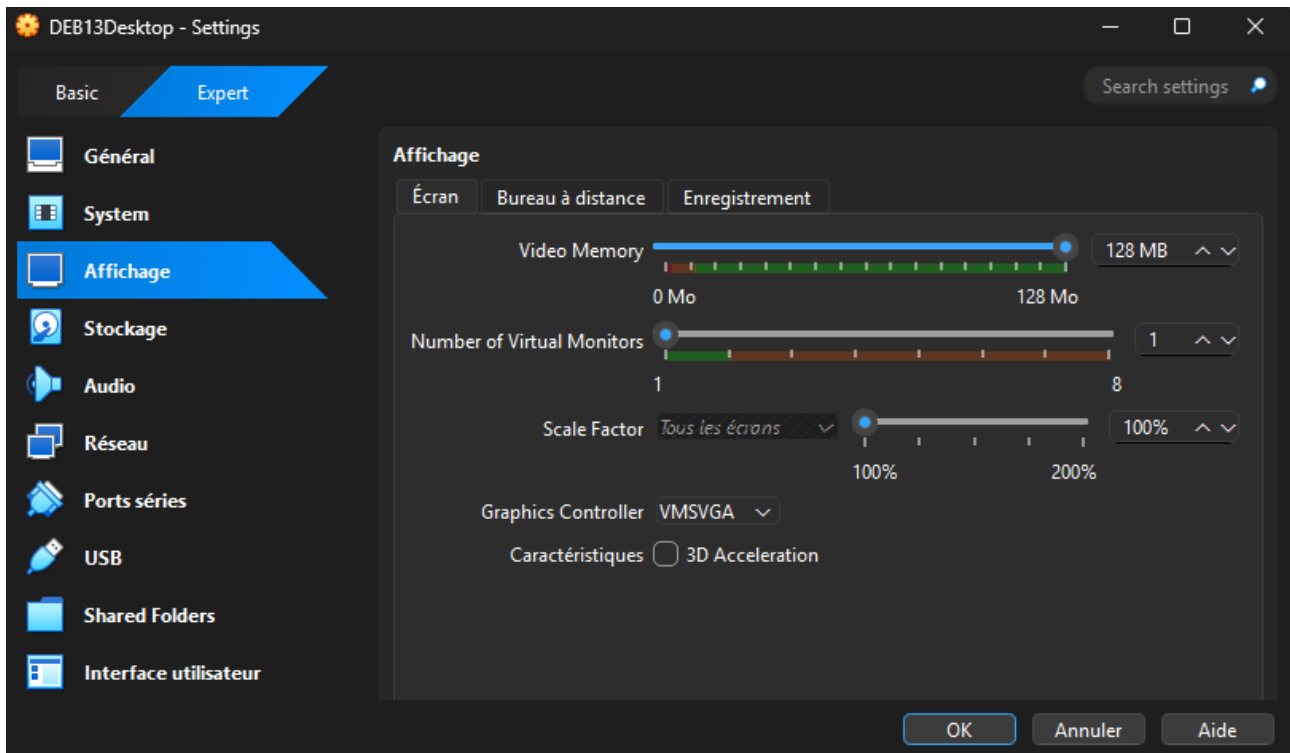 DEB13Desktop - Settings
Basic
Expert
Search settings
Général
System
Affichage
Stockage
Audio
Réseau
Ports séries
USB
Shared Folders
Interface utilisateur
Affichage
Écran
Bureau à distance
Enregistrement
Video Memory
128 MB
0 Mo
128 Mo
Number of Virtual Monitors
1
1
8
Scale Factor
Tous les écrans
100%
100%
200%
Graphics Controller
VMSVGA
Caractéristiques
3D Acceleration
OK
Annuler
Aide